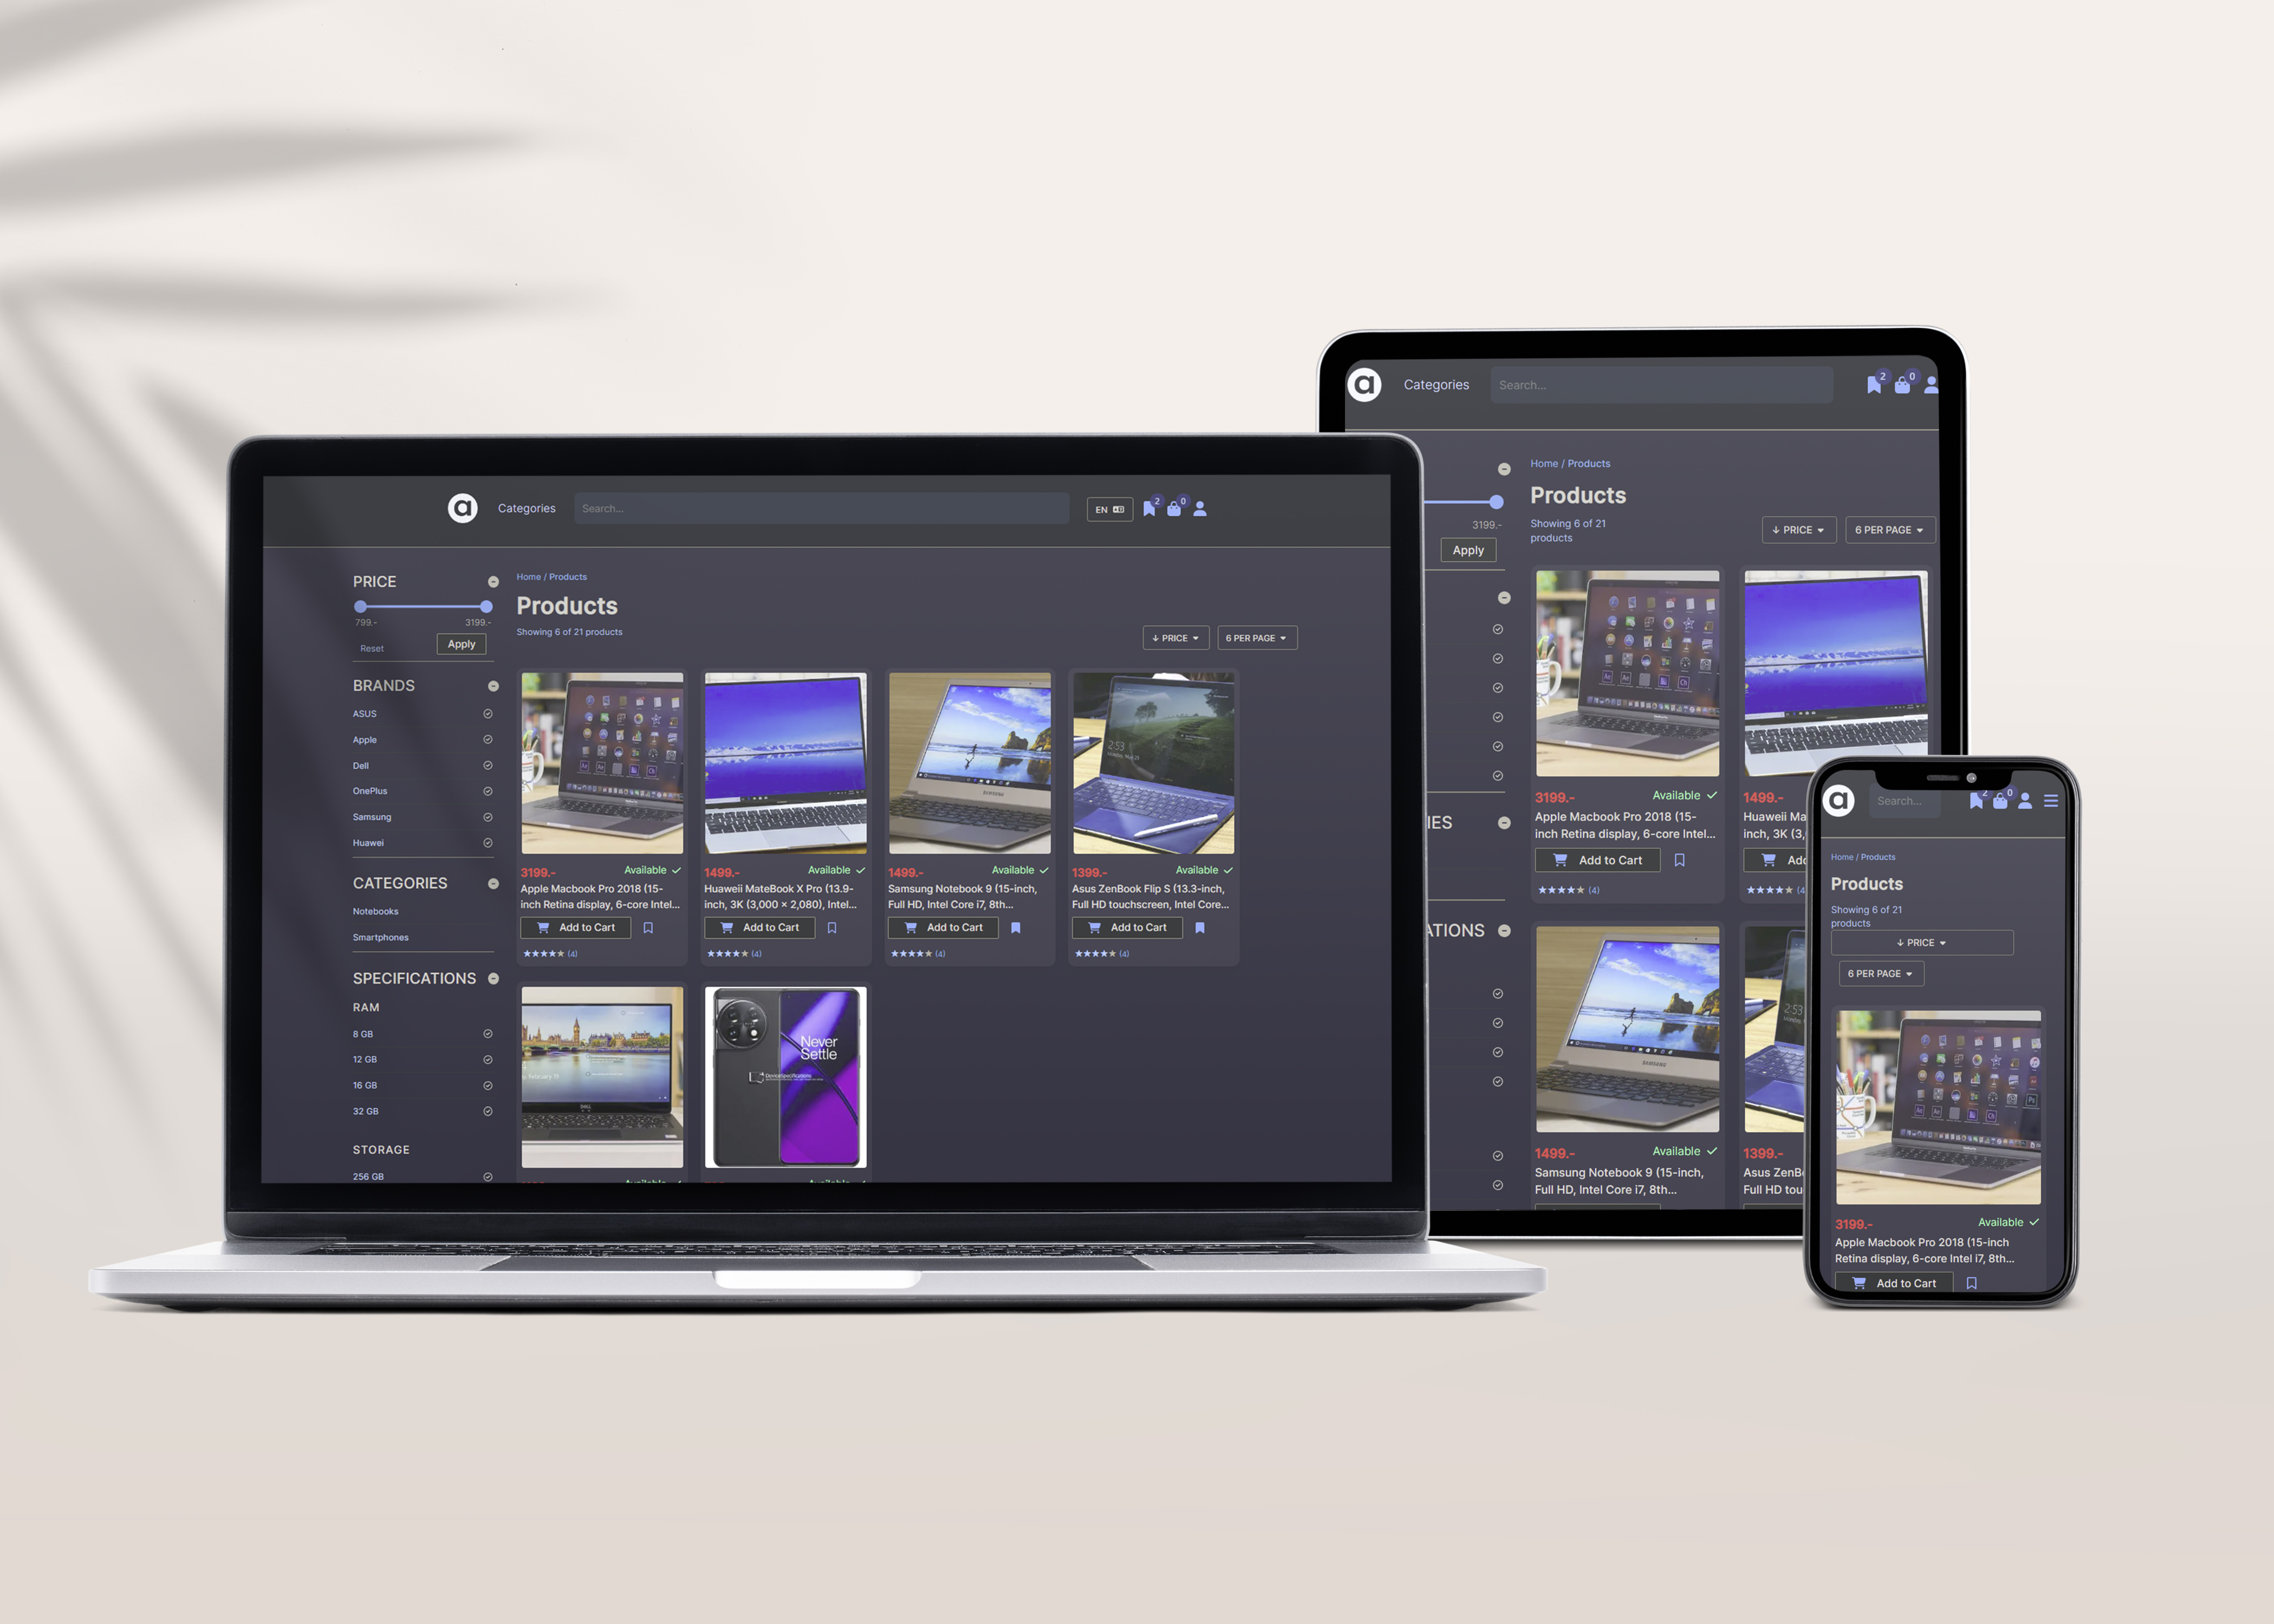 a Categories Search... EN 2 0
PRICE
799.- 3199.-
Reset Apply
BRANDS
ASUS
Apple
Dell
OnePlus
Samsung
Huawei
CATEGORIES
Notebooks
Smartphones
SPECIFICATIONS
RAM
8 GB
12 GB
16 GB
32 GB
STORAGE
256 GB
Home / Products
Products
Showing 6 of 21 products
↓ PRICE 6 PER PAGE
3199.- Available
Apple Macbook Pro 2018 (15-
inch Retina display, 6-core Intel...
Add to Cart
(4)
1499.- Available
Huaweii MateBook X Pro (13.9-
inch, 3K (3,000 × 2,080), Intel...
Add to Cart
(4)
SAMSUNG
1499.- Available
Samsung Notebook 9 (15-inch,
Full HD, Intel Core i7, 8th...
Add to Cart
(4)
2:53
1399.- Available
Asus ZenBook Flip S (13.3-inch,
Full HD touchscreen, Intel Core...
Add to Cart
(4)
DELL
Never
Settle
a Categories Search... 2 0
3199.-
Apply
IES
ATIONS
Home / Products
Products
Showing 6 of 21
products
↓ PRICE 6 PER PAGE
3199.- Available
Apple Macbook Pro 2018 (15-
inch Retina display, 6-core Intel...
Add to Cart
(4)
1499.-
Huaweii Ma
inch, 3K (3,
Add
(4
SAMSUNG
1499.- Available
Samsung Notebook 9 (15-inch,
Full HD, Intel Core i7, 8th...
2:53
1399.-
Asus ZenB
Full HD tou
a Search... 2 0
Home / Products
Products
Showing 6 of 21
products
↓ PRICE
6 PER PAGE
3199.- Available
Apple Macbook Pro 2018 (15-inch
Retina display, 6-core Intel i7, 8th...
Add to Cart